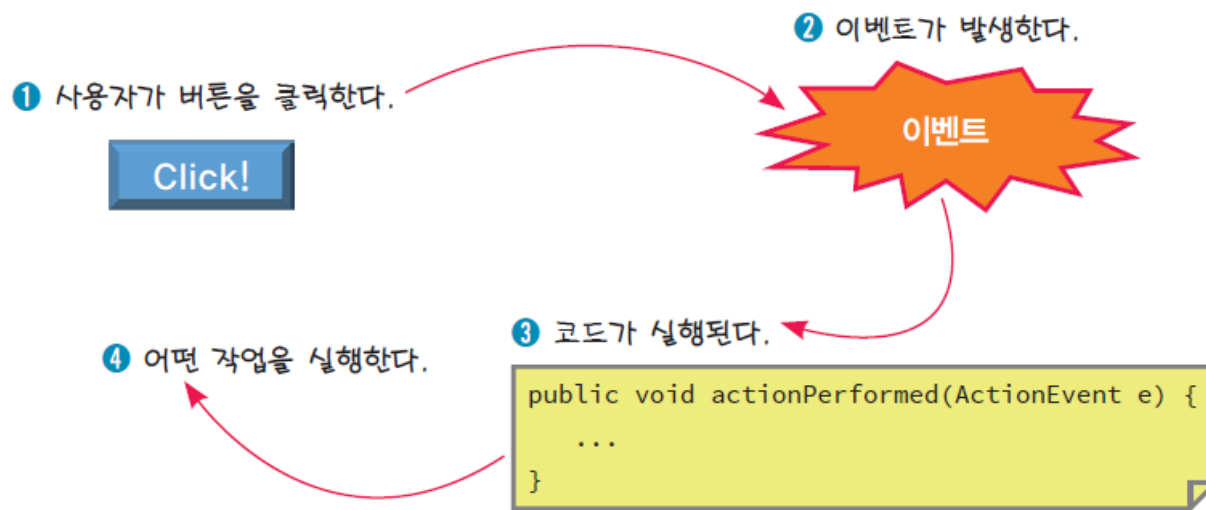 ❶ 사용자가 버튼을 클릭한다.
Click!
❷ 이벤트가 발생한다.
이벤트
❸ 코드가 실행된다.
public void actionPerformed(ActionEvent e) {
...
}
❹ 어떤 작업을 실행한다.